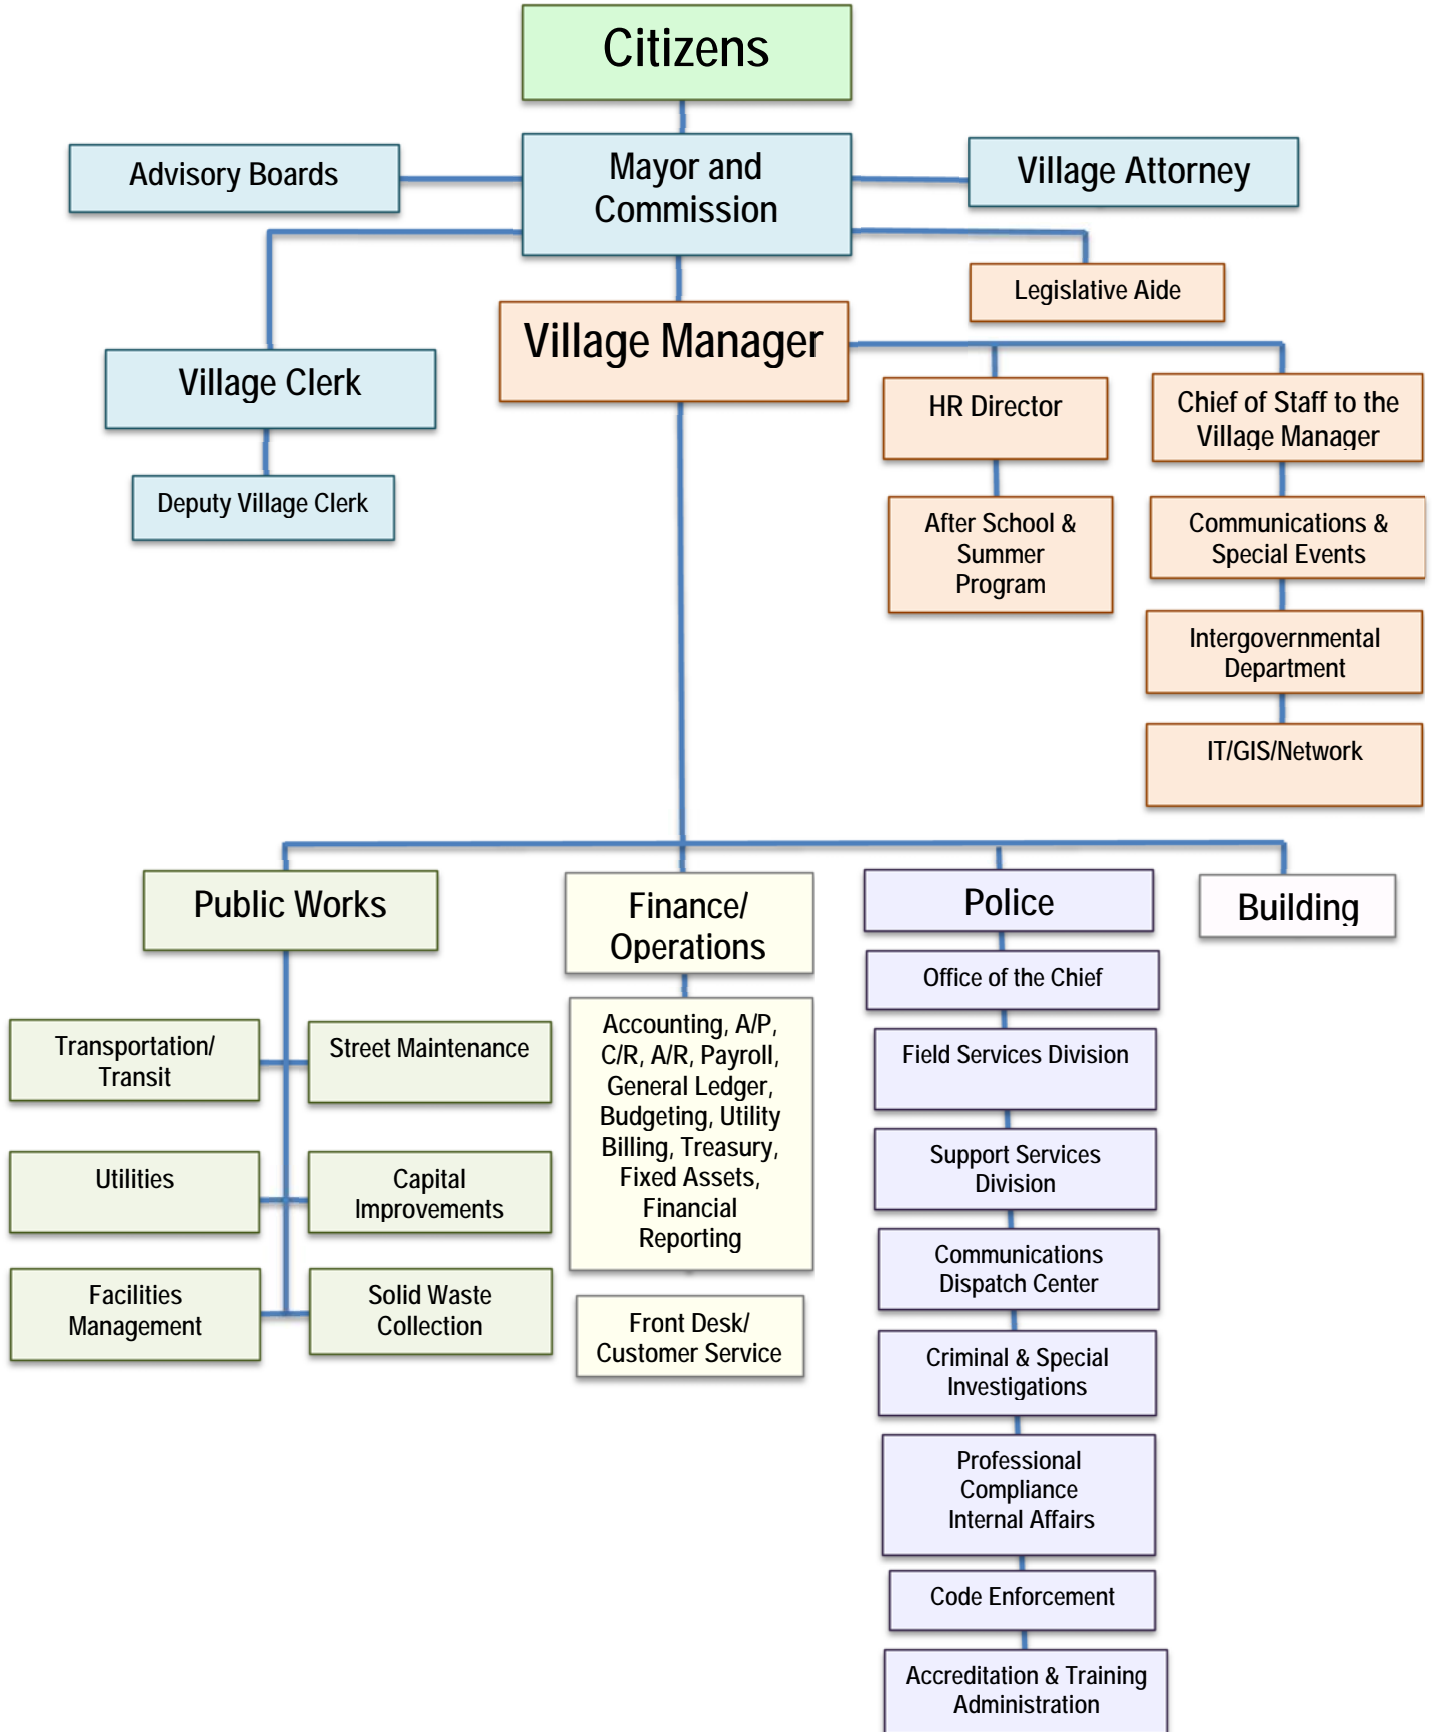 Citizens
Advisory Boards
Mayor and
Commission
Village Attorney
Legislative Aide
Village Manager
Village Clerk
Deputy Village Clerk
HR Director
Chief of Staff to the
Village Manager
After School &
Summer
Program
Communications &
Special Events
Intergovernmental
Department
IT/GIS/Network
Public Works
Transportation/
Transit
Street Maintenance
Utilities
Capital
Improvements
Facilities
Management
Solid Waste
Collection
Finance/
Operations
Accounting, A/P,
C/R, A/R, Payroll,
General Ledger,
Budgeting, Utility
Billing, Treasury,
Fixed Assets,
Financial
Reporting
Front Desk/
Customer Service
Police
Office of the Chief
Field Services Division
Support Services
Division
Communications
Dispatch Center
Criminal & Special
Investigations
Professional
Compliance
Internal Affairs
Code Enforcement
Accreditation & Training
Administration
Building